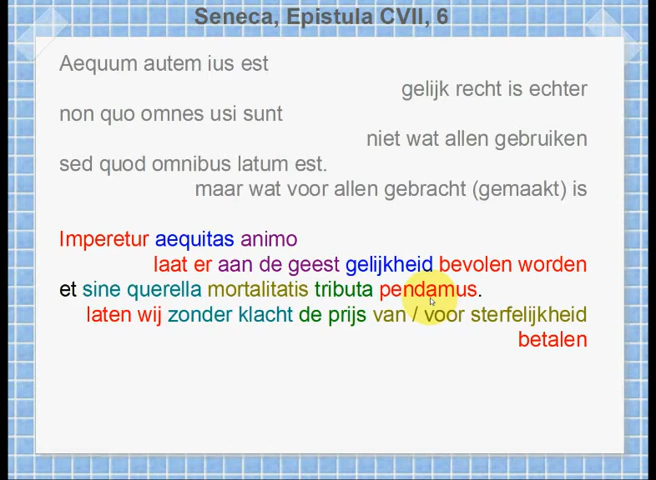 Seneca, Epistula CVII, 6
Aequum autem ius est
gelijk recht is echter
non quo omnes usi sunt
niet wat allen gebruiken
sed quod omnibus latum est.
maar wat voor allen gebracht (gemaakt) is
Imperetur aequitas animo
laat er aan de geest gelijkheid bevolen worden
et sine querella mortalitatis tributa pendamus.
laten wij zonder klacht de prijs van / voor sterfelijkheid
betalen